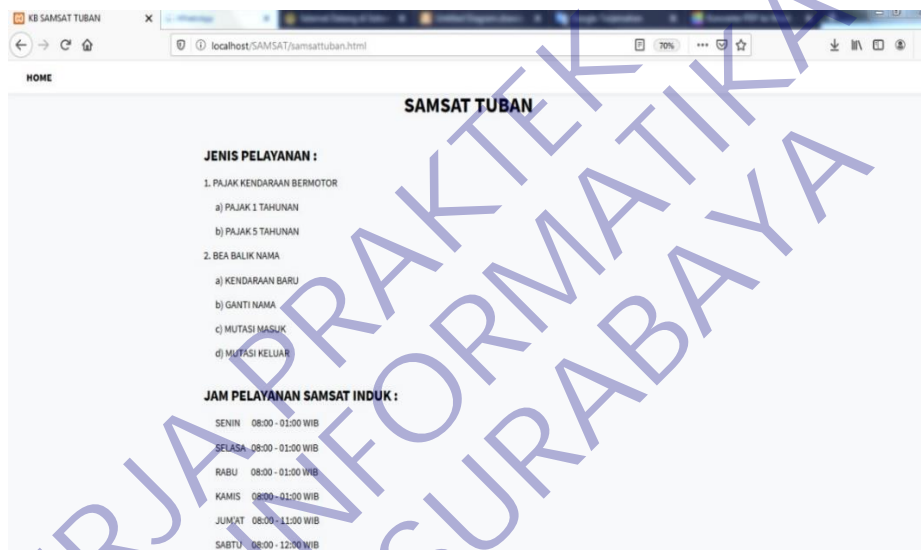 KB SAMSAT TUBAN
localhost/SAMSAT/samsattuban.html
70%
HOME
SAMSAT TUBAN
JENIS PELAYANAN :
1. PAJAK KENDARAAN BERMOTOR
a) PAJAK 1 TAHUNAN
b) PAJAK 5 TAHUNAN
2. BEA BALIK NAMA
a) KENDARAAN BARU
b) GANTI NAMA
c) MUTASI MASUK
d) MUTASI KELUAR
JAM PELAYANAN SAMSAT INDUK :
SENIN 08:00 - 01:00 WIB
SELASA 08:00 - 01:00 WIB
RABU 08:00 - 01:00 WIB
KAMIS 08:00 - 01:00 WIB
JUM'AT 08:00 - 11:00 WIB
SABTU 08:00 - 12:00 WIB
ERJA PRAKTEK
INFORMATIKA
SURABAYA